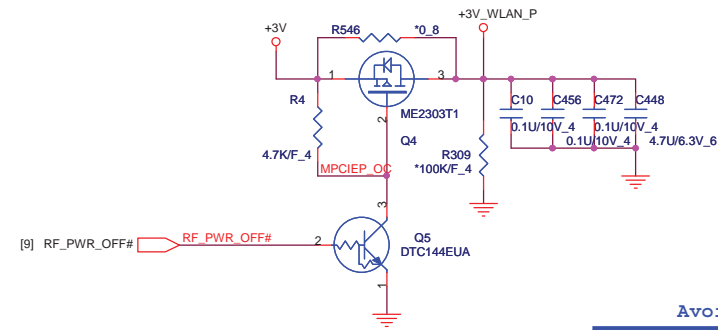 +3V_WLAN_P
+3V
R546
*0_8
1
3
R4
ME2303T1
C10
C456
C472
C448
0.1U/10V_4
0.1U/10V_4
2
Q4
0.1U/10V_4
4.7U/6.3V_6
4.7K/F_4
R309
*100K/F_4
MPCIEP_OC
3
[9] RF_PWR_OFF#
RF_PWR_OFF#
2
Q5
DTC144EUA
1